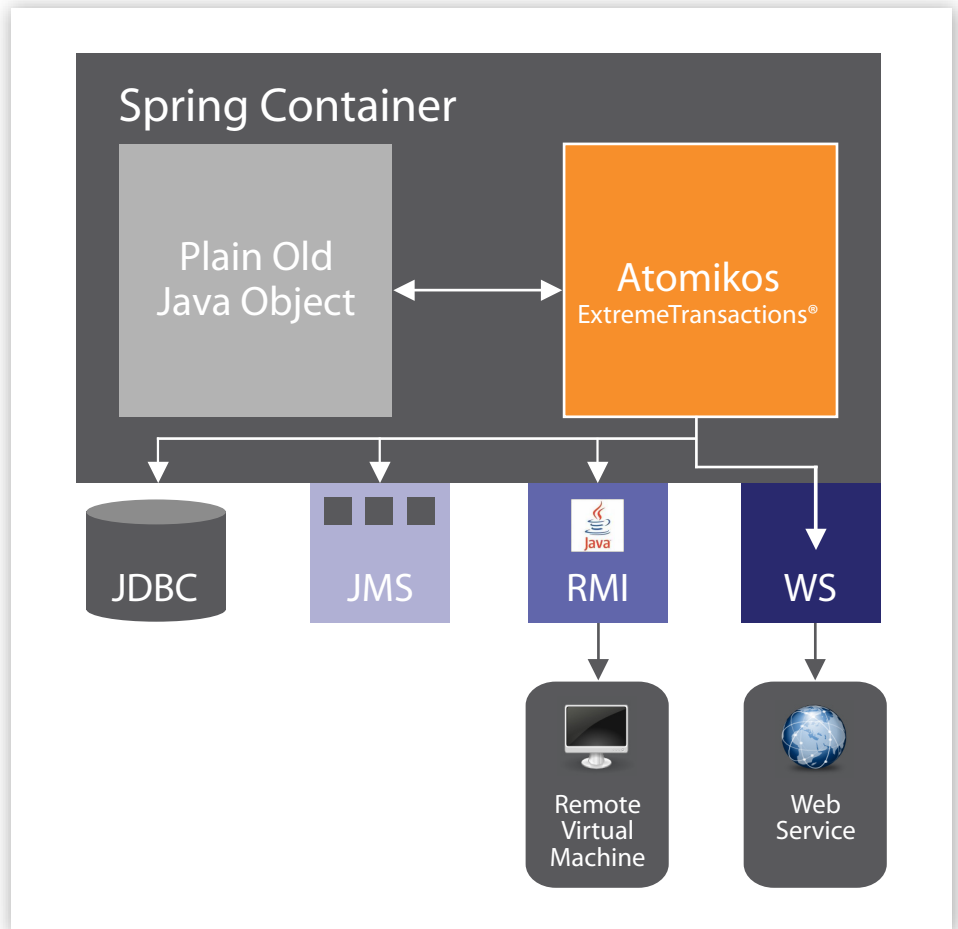 Spring Container
Plain Old
Java Object
Atomikos
ExtremeTransactions®
JDBC
JMS
Java
RMI
WS
Remote
Virtual
Machine
Web
Service